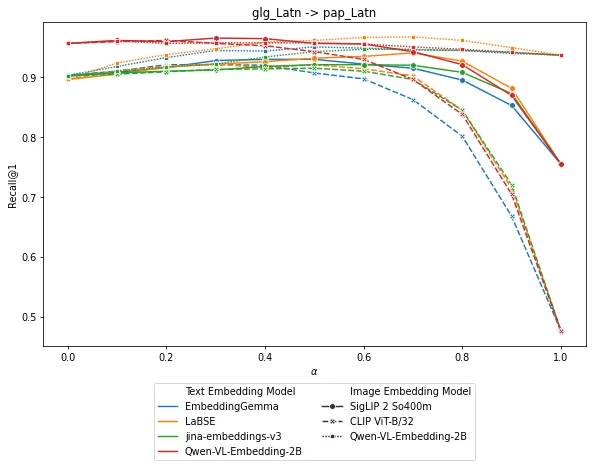 glg_Latn -> pap_Latn
Recall@1
0.9
0.8
0.7
0.6
0.5
0.0 0.2 0.4 0.6 0.8 1.0
α
Text Embedding Model
EmbeddingGemma
LaBSE
jina-embeddings-v3
Qwen-VL-Embedding-2B
Image Embedding Model
SigLIP 2 So400m
CLIP ViT-B/32
Qwen-VL-Embedding-2B